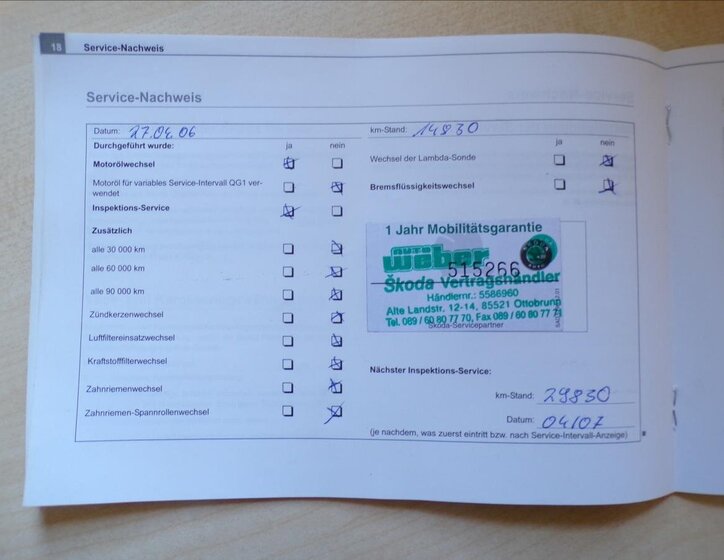 18 Service-Nachweis
Service-Nachweis
Datum: 27.04.06
Durchgeführt wurde: ja nein
Motorölwechsel
Motoröl für variables Service-Intervall QG1 ver-
wendet
Inspektions-Service
Zusätzlich
alle 30 000 km
alle 60 000 km
alle 90 000 km
Zündkerzenwechsel
Luftfiltereinsatzwechsel
Kraftstofffilterwechsel
Zahnriemenwechsel
Zahnriemen-Spannrollenwechsel
km-Stand: 14830
ja nein
Wechsel der Lambda-Sonde
Bremsflüssigkeitswechsel
1 Jahr Mobilitätsgarantie
auto
weber
515266
Škoda Vertragshändler
Händlernr.: 5586960
Alte Landstr. 12-14, 85521 Ottobrunn
Tel. 089 / 60 80 77 70, Fax 089 / 60 80 77 71
Skoda-Servicepartner
Nächster Inspektions-Service:
km-Stand: 29830
Datum: 04/07
(je nachdem, was zuerst eintritt bzw. nach Service-Intervall-Anzeige)